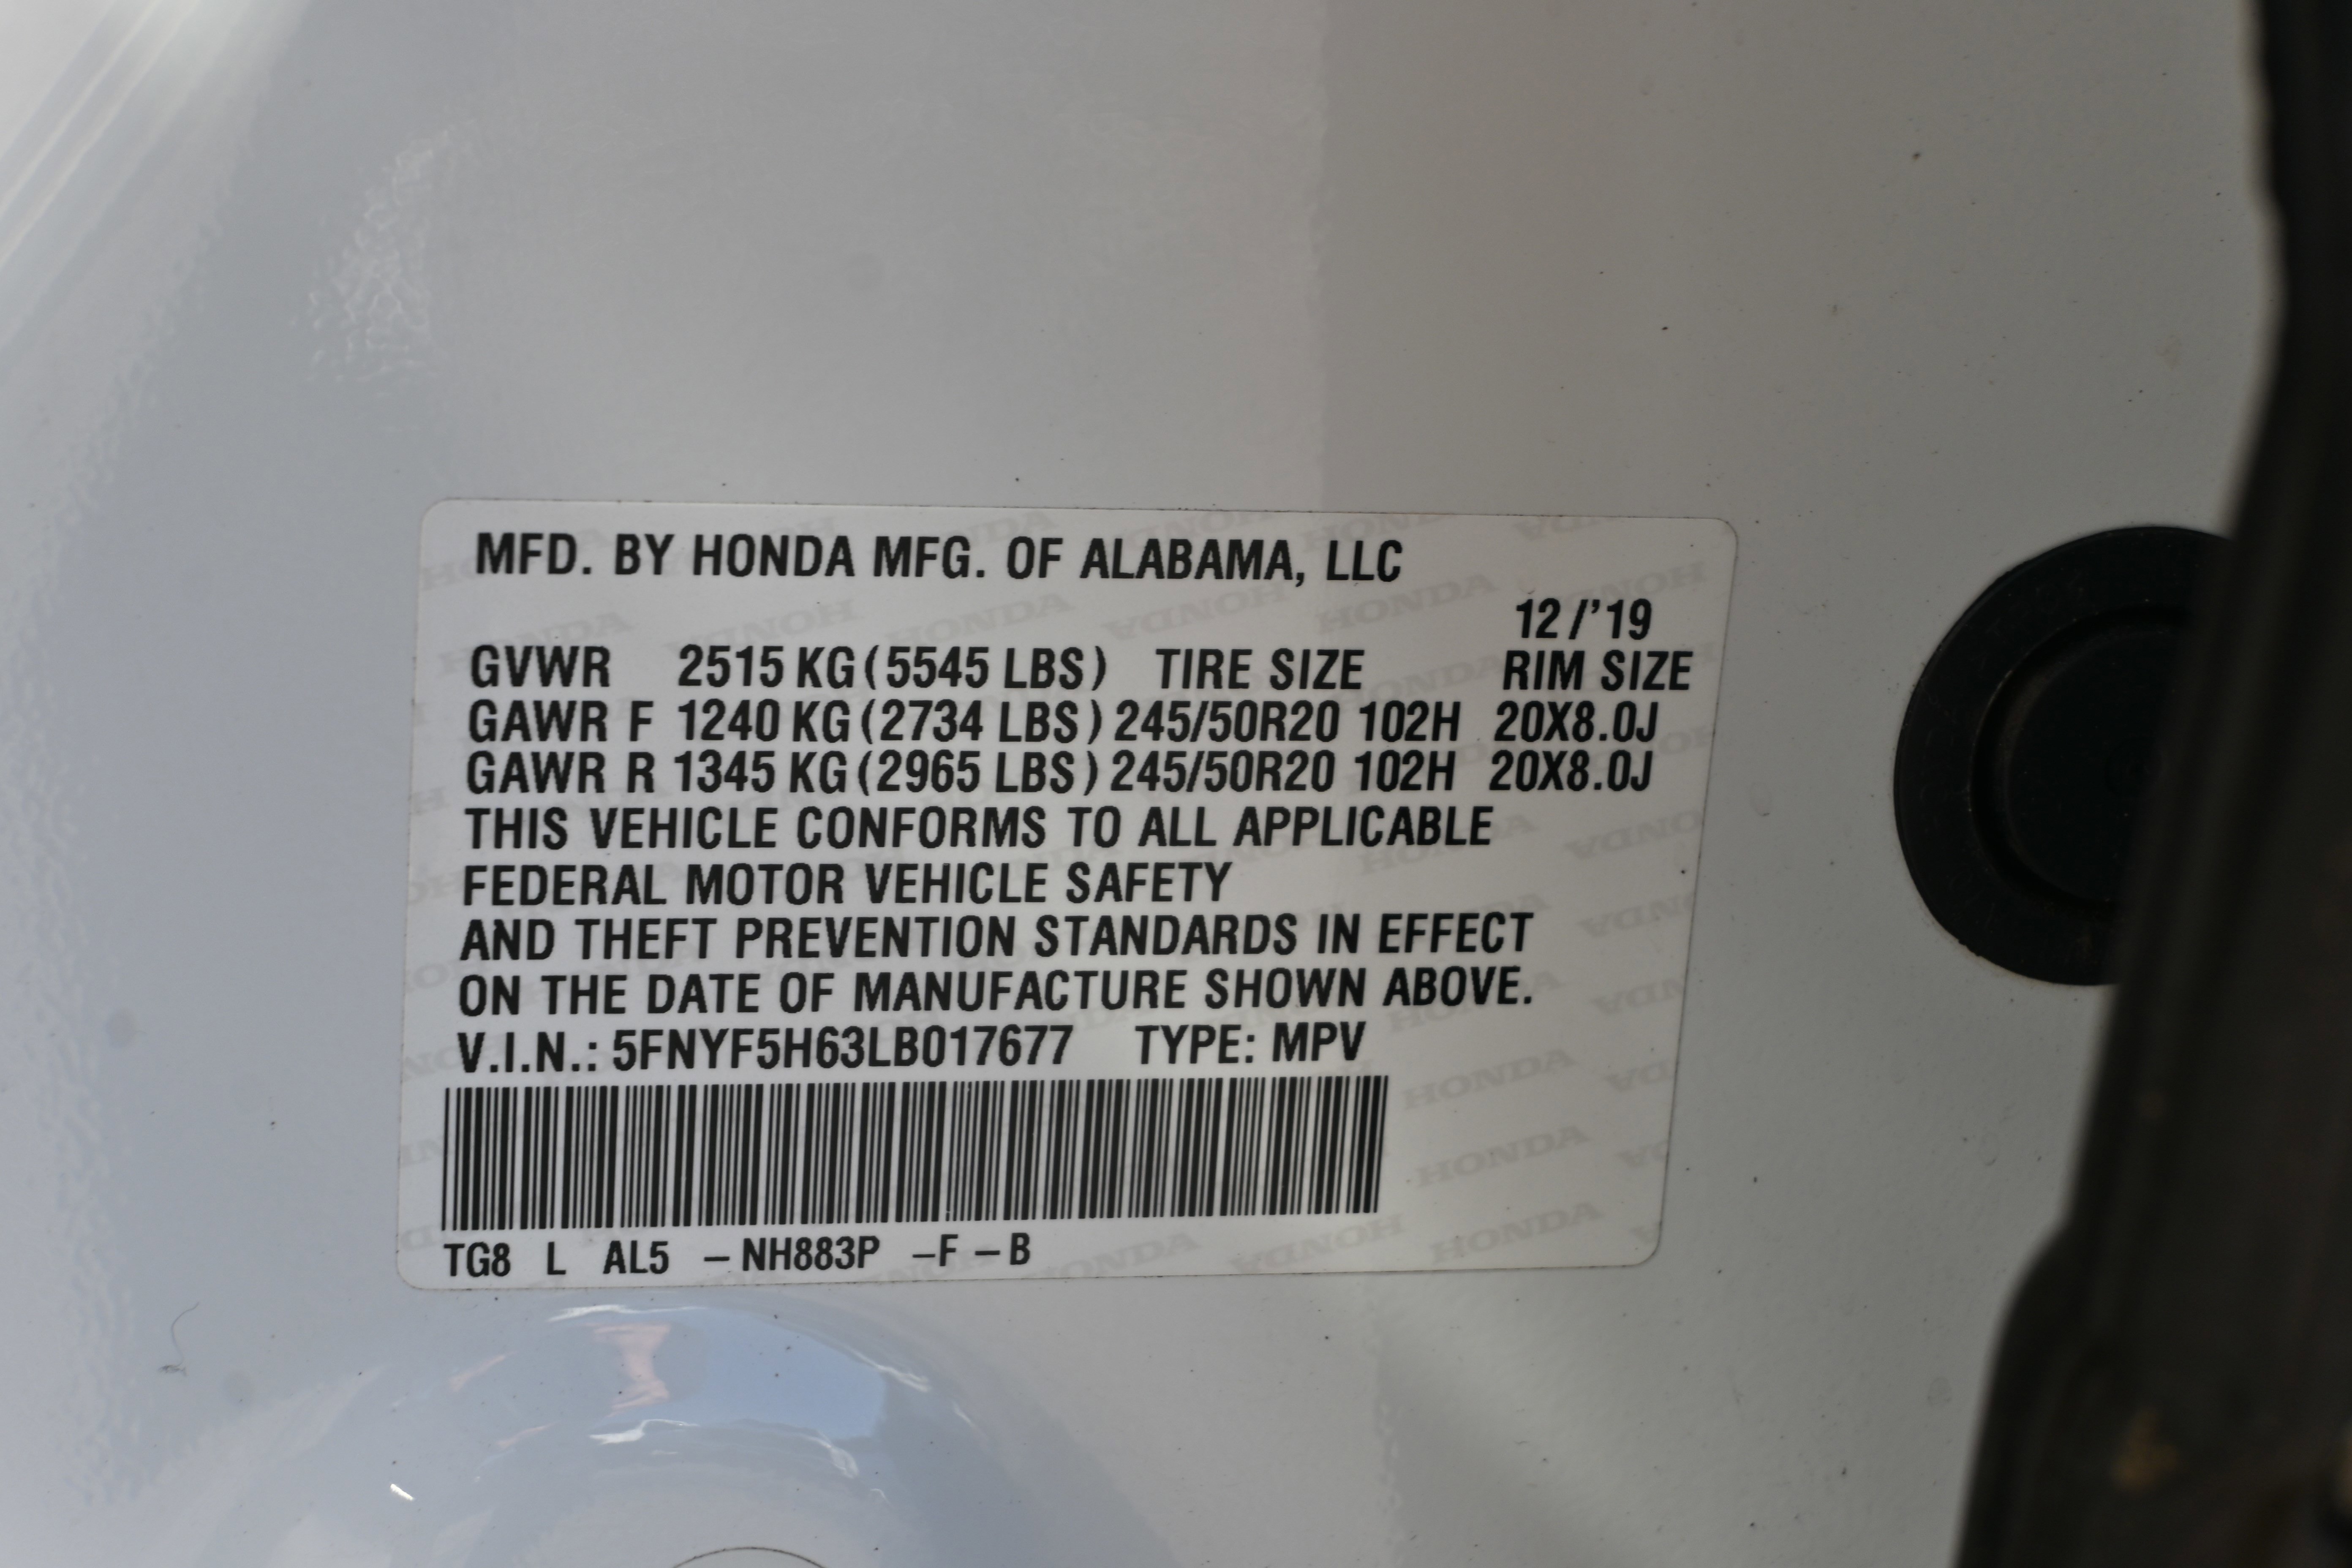 MFD. BY HONDA MFG. OF ALABAMA, LLC
12/'19
GVWR 2515 KG (5545 LBS) TIRE SIZE RIM SIZE
GAWR F 1240 KG (2734 LBS) 245/50R20 102H 20X8.0J
GAWR R 1345 KG (2965 LBS) 245/50R20 102H 20X8.0J
THIS VEHICLE CONFORMS TO ALL APPLICABLE
FEDERAL MOTOR VEHICLE SAFETY
AND THEFT PREVENTION STANDARDS IN EFFECT
ON THE DATE OF MANUFACTURE SHOWN ABOVE.
V.I.N.: 5FNYF5H63LB017677 TYPE: MPV
TG8 L AL5 – NH883P –F – B